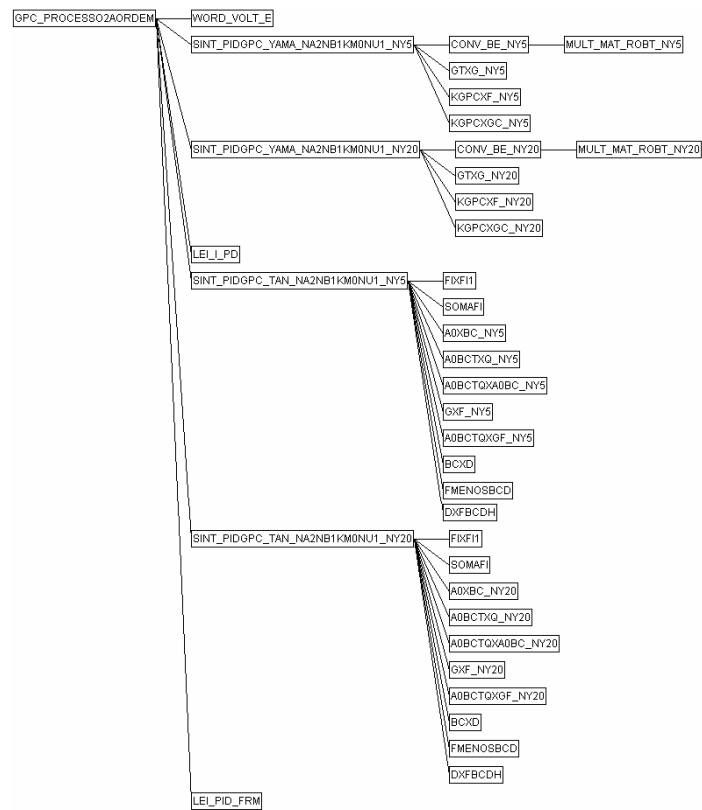 GPC_PROCESSO2AORDEM
WORD_VOLT_E
SINT_PIDGPC_YAMA_NA2NB1KM0NU1_NY5
CONV_BE_NY5
MULT_MAT_ROBT_NY5
GTXG_NY5
KGPCXF_NY5
KGPCXGC_NY5
SINT_PIDGPC_YAMA_NA2NB1KM0NU1_NY20
CONV_BE_NY20
MULT_MAT_ROBT_NY20
GTXG_NY20
KGPCXF_NY20
KGPCXGC_NY20
LEI_I_PD
SINT_PIDGPC_TAN_NA2NB1KM0NU1_NY5
FIXFI1
SOMAFI
A0XBC_NY5
A0BCTXQ_NY5
A0BCTQXA0BC_NY5
GXF_NY5
A0BCTQXGF_NY5
BCXD
FMENOSBCD
DXFBCDH
SINT_PIDGPC_TAN_NA2NB1KM0NU1_NY20
FIXFI1
SOMAFI
A0XBC_NY20
A0BCTXQ_NY20
A0BCTQXA0BC_NY20
GXF_NY20
A0BCTQXGF_NY20
BCXD
FMENOSBCD
DXFBCDH
LEI_PID_FRM